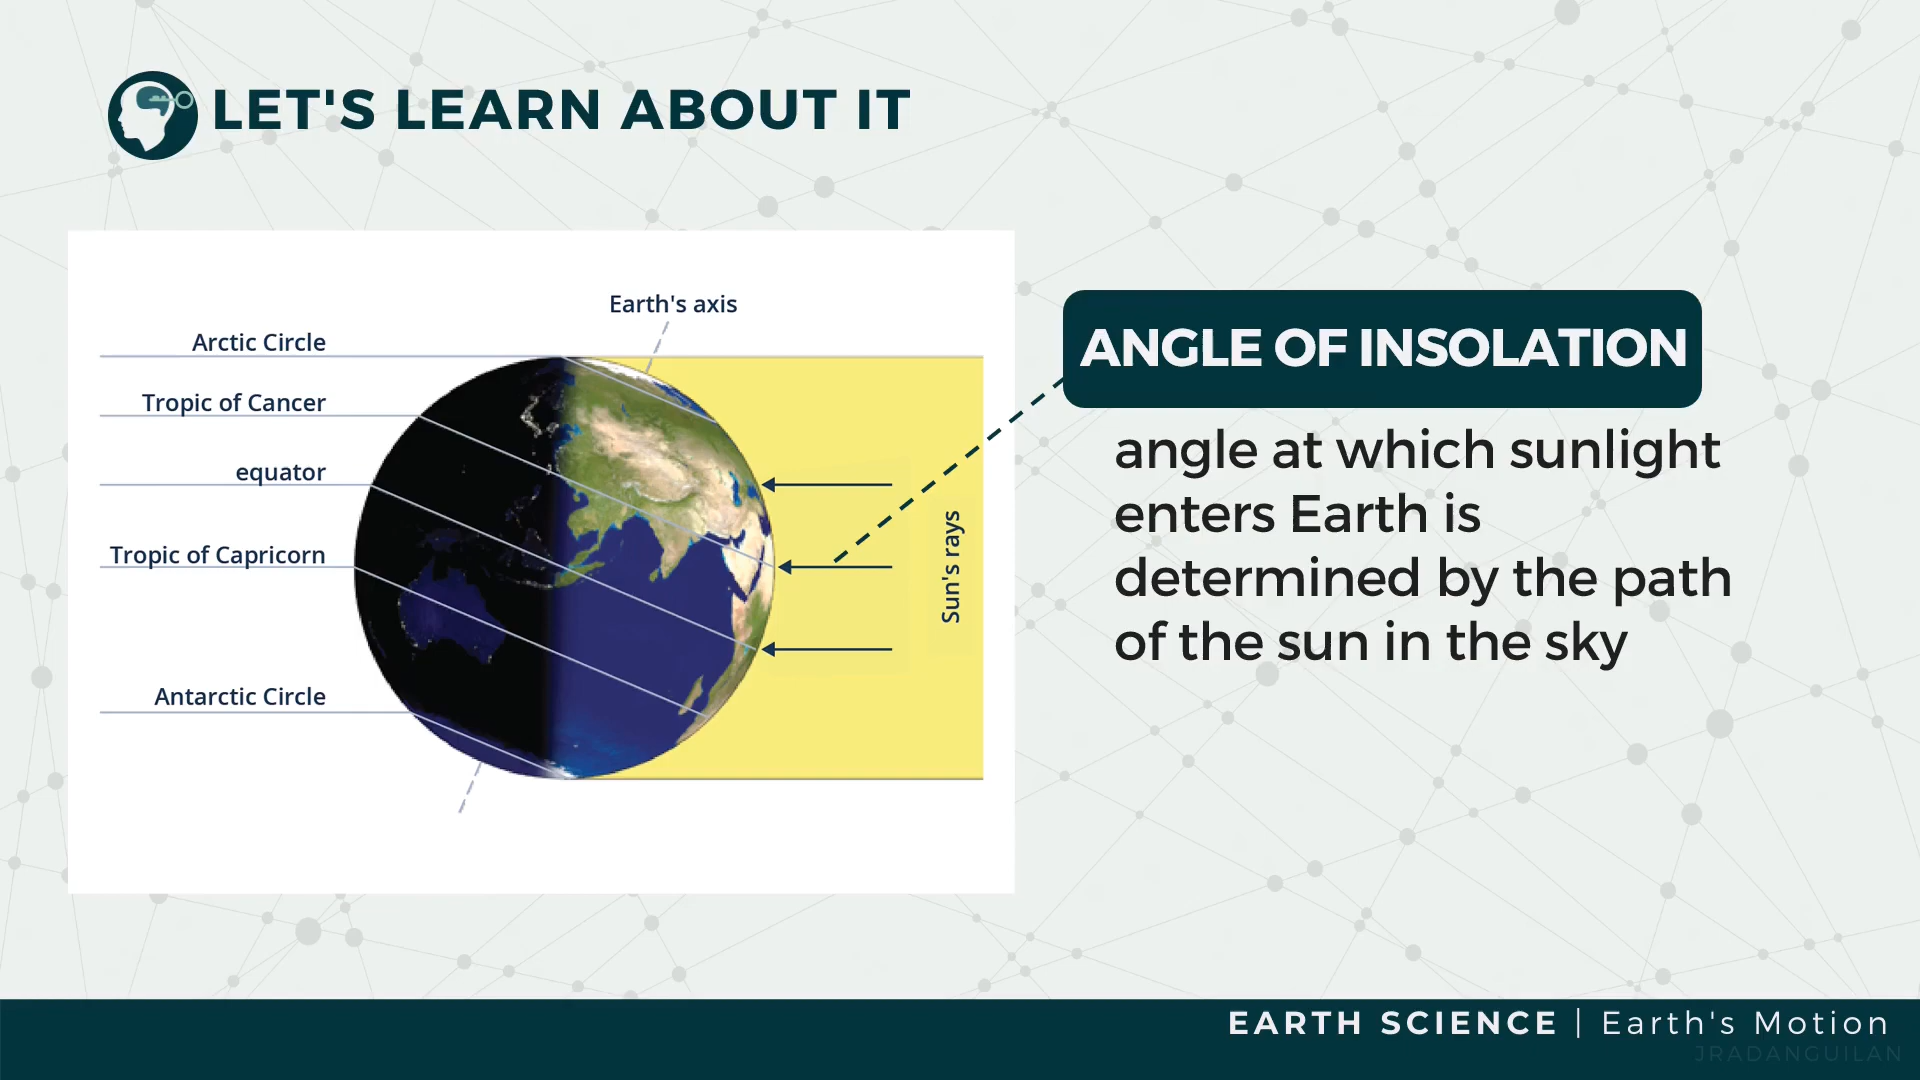 LET'S LEARN ABOUT IT
Earth's axis
Arctic Circle
Tropic of Cancer
equator
Tropic of Capricorn
Antarctic Circle
Sun's rays
ANGLE OF INSOLATION
angle at which sunlight
enters Earth is
determined by the path
of the sun in the sky
EARTH SCIENCE | Earth's Motion
JRADANGUILAN